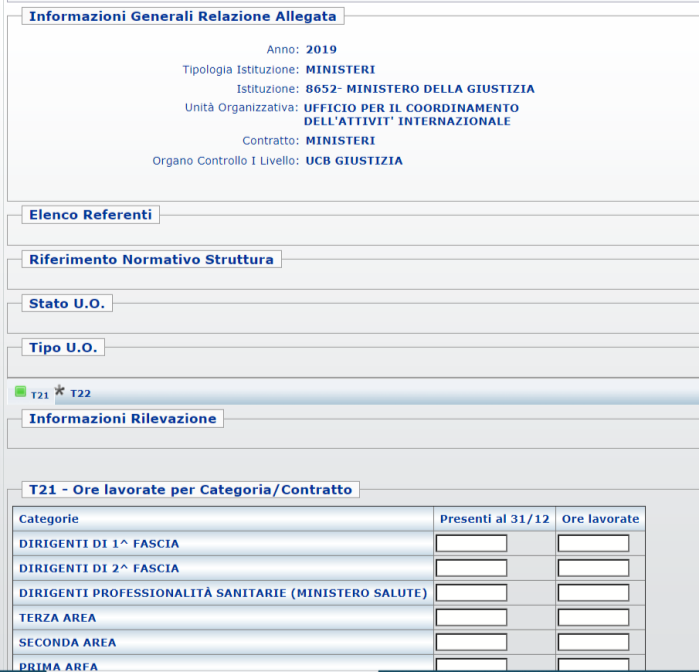 Informazioni Generali Relazione Allegata
Anno: 2019
Tipologia Istituzione: MINISTERI
Istituzione: 8652- MINISTERO DELLA GIUSTIZIA
Unità Organizzativa: UFFICIO PER IL COORDINAMENTO
DELL'ATTIVIT' INTERNAZIONALE
Contratto: MINISTERI
Organo Controllo I Livello: UCB GIUSTIZIA
Elenco Referenti
Riferimento Normativo Struttura
Stato U.O.
Tipo U.O.
T21 * T22
Informazioni Rilevazione
T21 - Ore lavorate per Categoria/Contratto
Categorie Presenti al 31/12 Ore lavorate
DIRIGENTI DI 1^ FASCIA
DIRIGENTI DI 2^ FASCIA
DIRIGENTI PROFESSIONALITÀ SANITARIE (MINISTERO SALUTE)
TERZA AREA
SECONDA AREA
PRIMA AREA